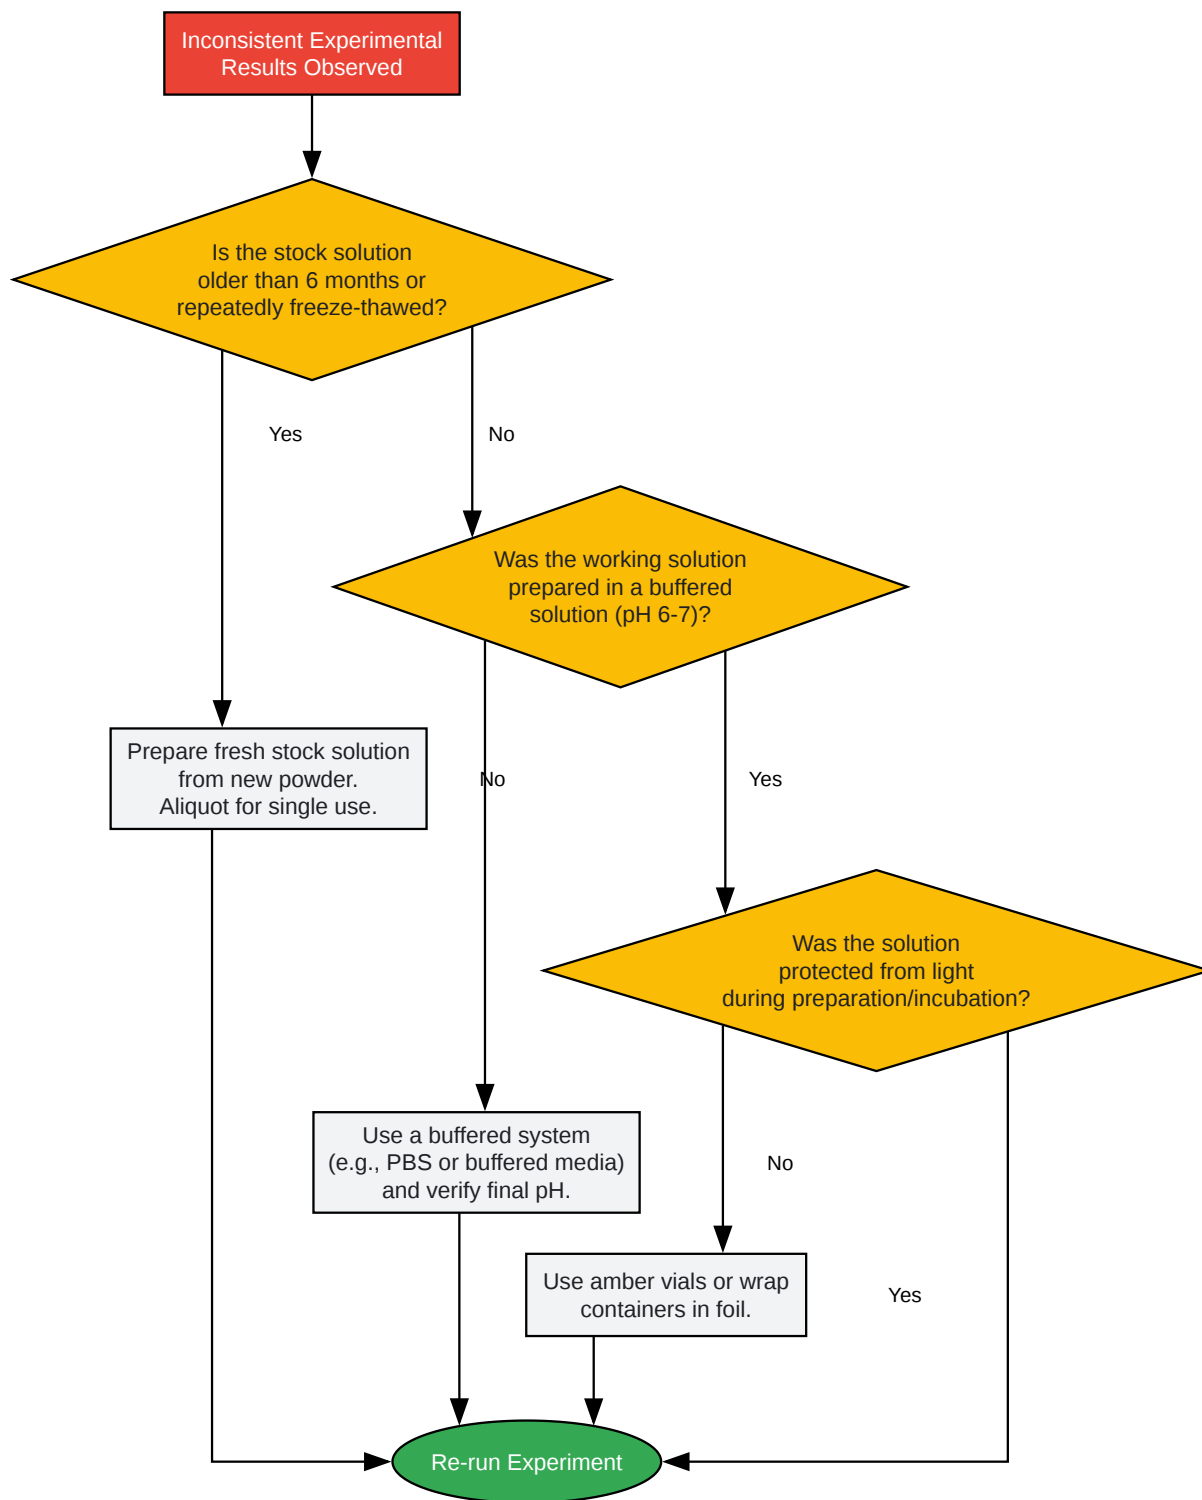 Inconsistent Experimental
Results Observed
Is the stock solution
older than 6 months or
repeatedly freeze-thawed?
Yes
No
Was the working solution
prepared in a buffered
solution (pH 6-7)?
Prepare fresh stock solution
from new powder.
Aliquot for single use.
No
Yes
Was the solution
protected from light
during preparation/incubation?
Use a buffered system
(e.g., PBS or buffered media)
and verify final pH.
No
Use amber vials or wrap
containers in foil.
Yes
Re-run Experiment